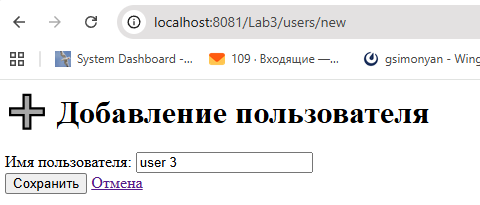 localhost:8081/Lab3/users/new
System Dashboard -...
109 · Входящие —...
gsimonyan - Wing
Добавление пользователя
Имя пользователя: user 3
Сохранить Отмена